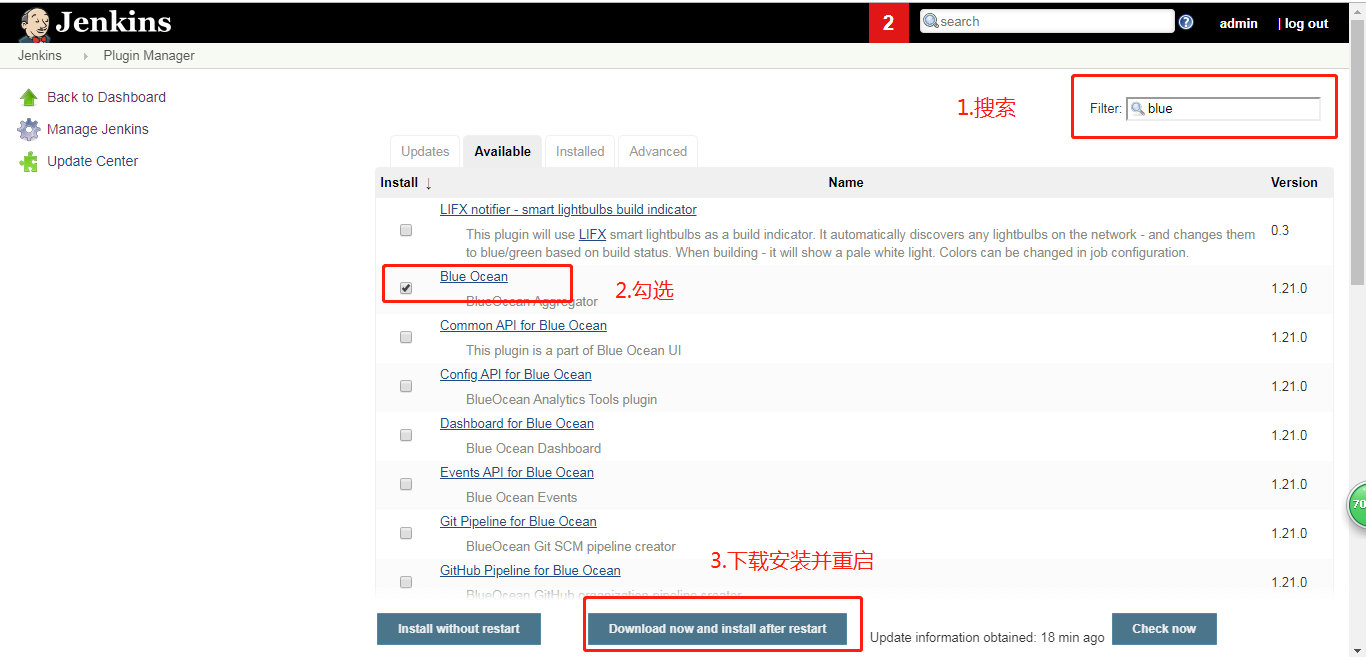 Jenkins
2
search
?
admin
| log out
Jenkins
Plugin Manager
Back to Dashboard
Manage Jenkins
Update Center
1.搜索
Filter:
blue
Updates
Available
Installed
Advanced
Install ↓
Name
Version
LIFX notifier - smart lightbulbs build indicator
This plugin will use LIFX smart lightbulbs as a build indicator. It automatically discovers any lightbulbs on the network - and changes them
to blue/green based on build status. When building - it will show a pale white light. Colors can be changed in job configuration.
0.3
Blue Ocean
BlueOcean Aggregator
2.勾选
1.21.0
Common API for Blue Ocean
This plugin is a part of Blue Ocean UI
1.21.0
Config API for Blue Ocean
BlueOcean Analytics Tools plugin
1.21.0
Dashboard for Blue Ocean
Blue Ocean Dashboard
1.21.0
Events API for Blue Ocean
Blue Ocean Events
1.21.0
Git Pipeline for Blue Ocean
BlueOcean Git SCM pipeline creator
1.21.0
3.下载安装并重启
GitHub Pipeline for Blue Ocean
BlueOcean GitHub organization pipeline creator
1.21.0
Install without restart
Download now and install after restart
Update information obtained: 18 min ago
Check now
70